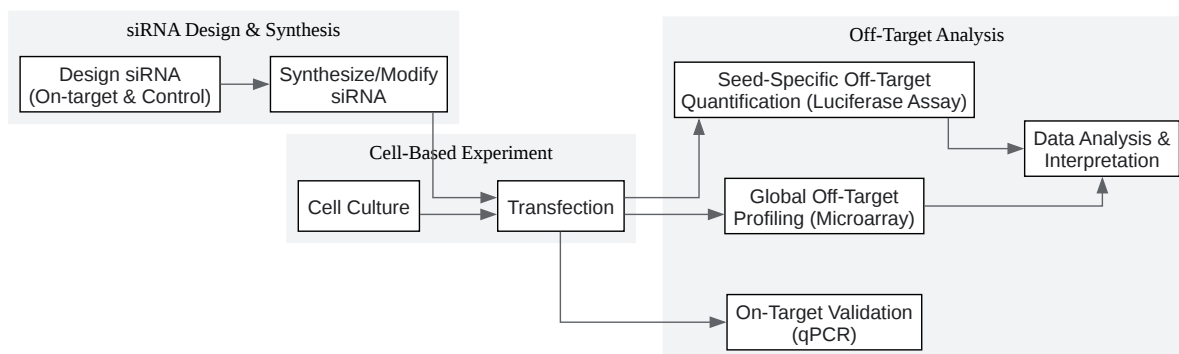 siRNA Design & Synthesis
Design siRNA
(On-target & Control)
Synthesize/Modify
siRNA
Cell-Based Experiment
Cell Culture
Transfection
Off-Target Analysis
Seed-Specific Off-Target
Quantification (Luciferase Assay)
Global Off-Target
Profiling (Microarray)
On-Target Validation
(qPCR)
Data Analysis &
Interpretation